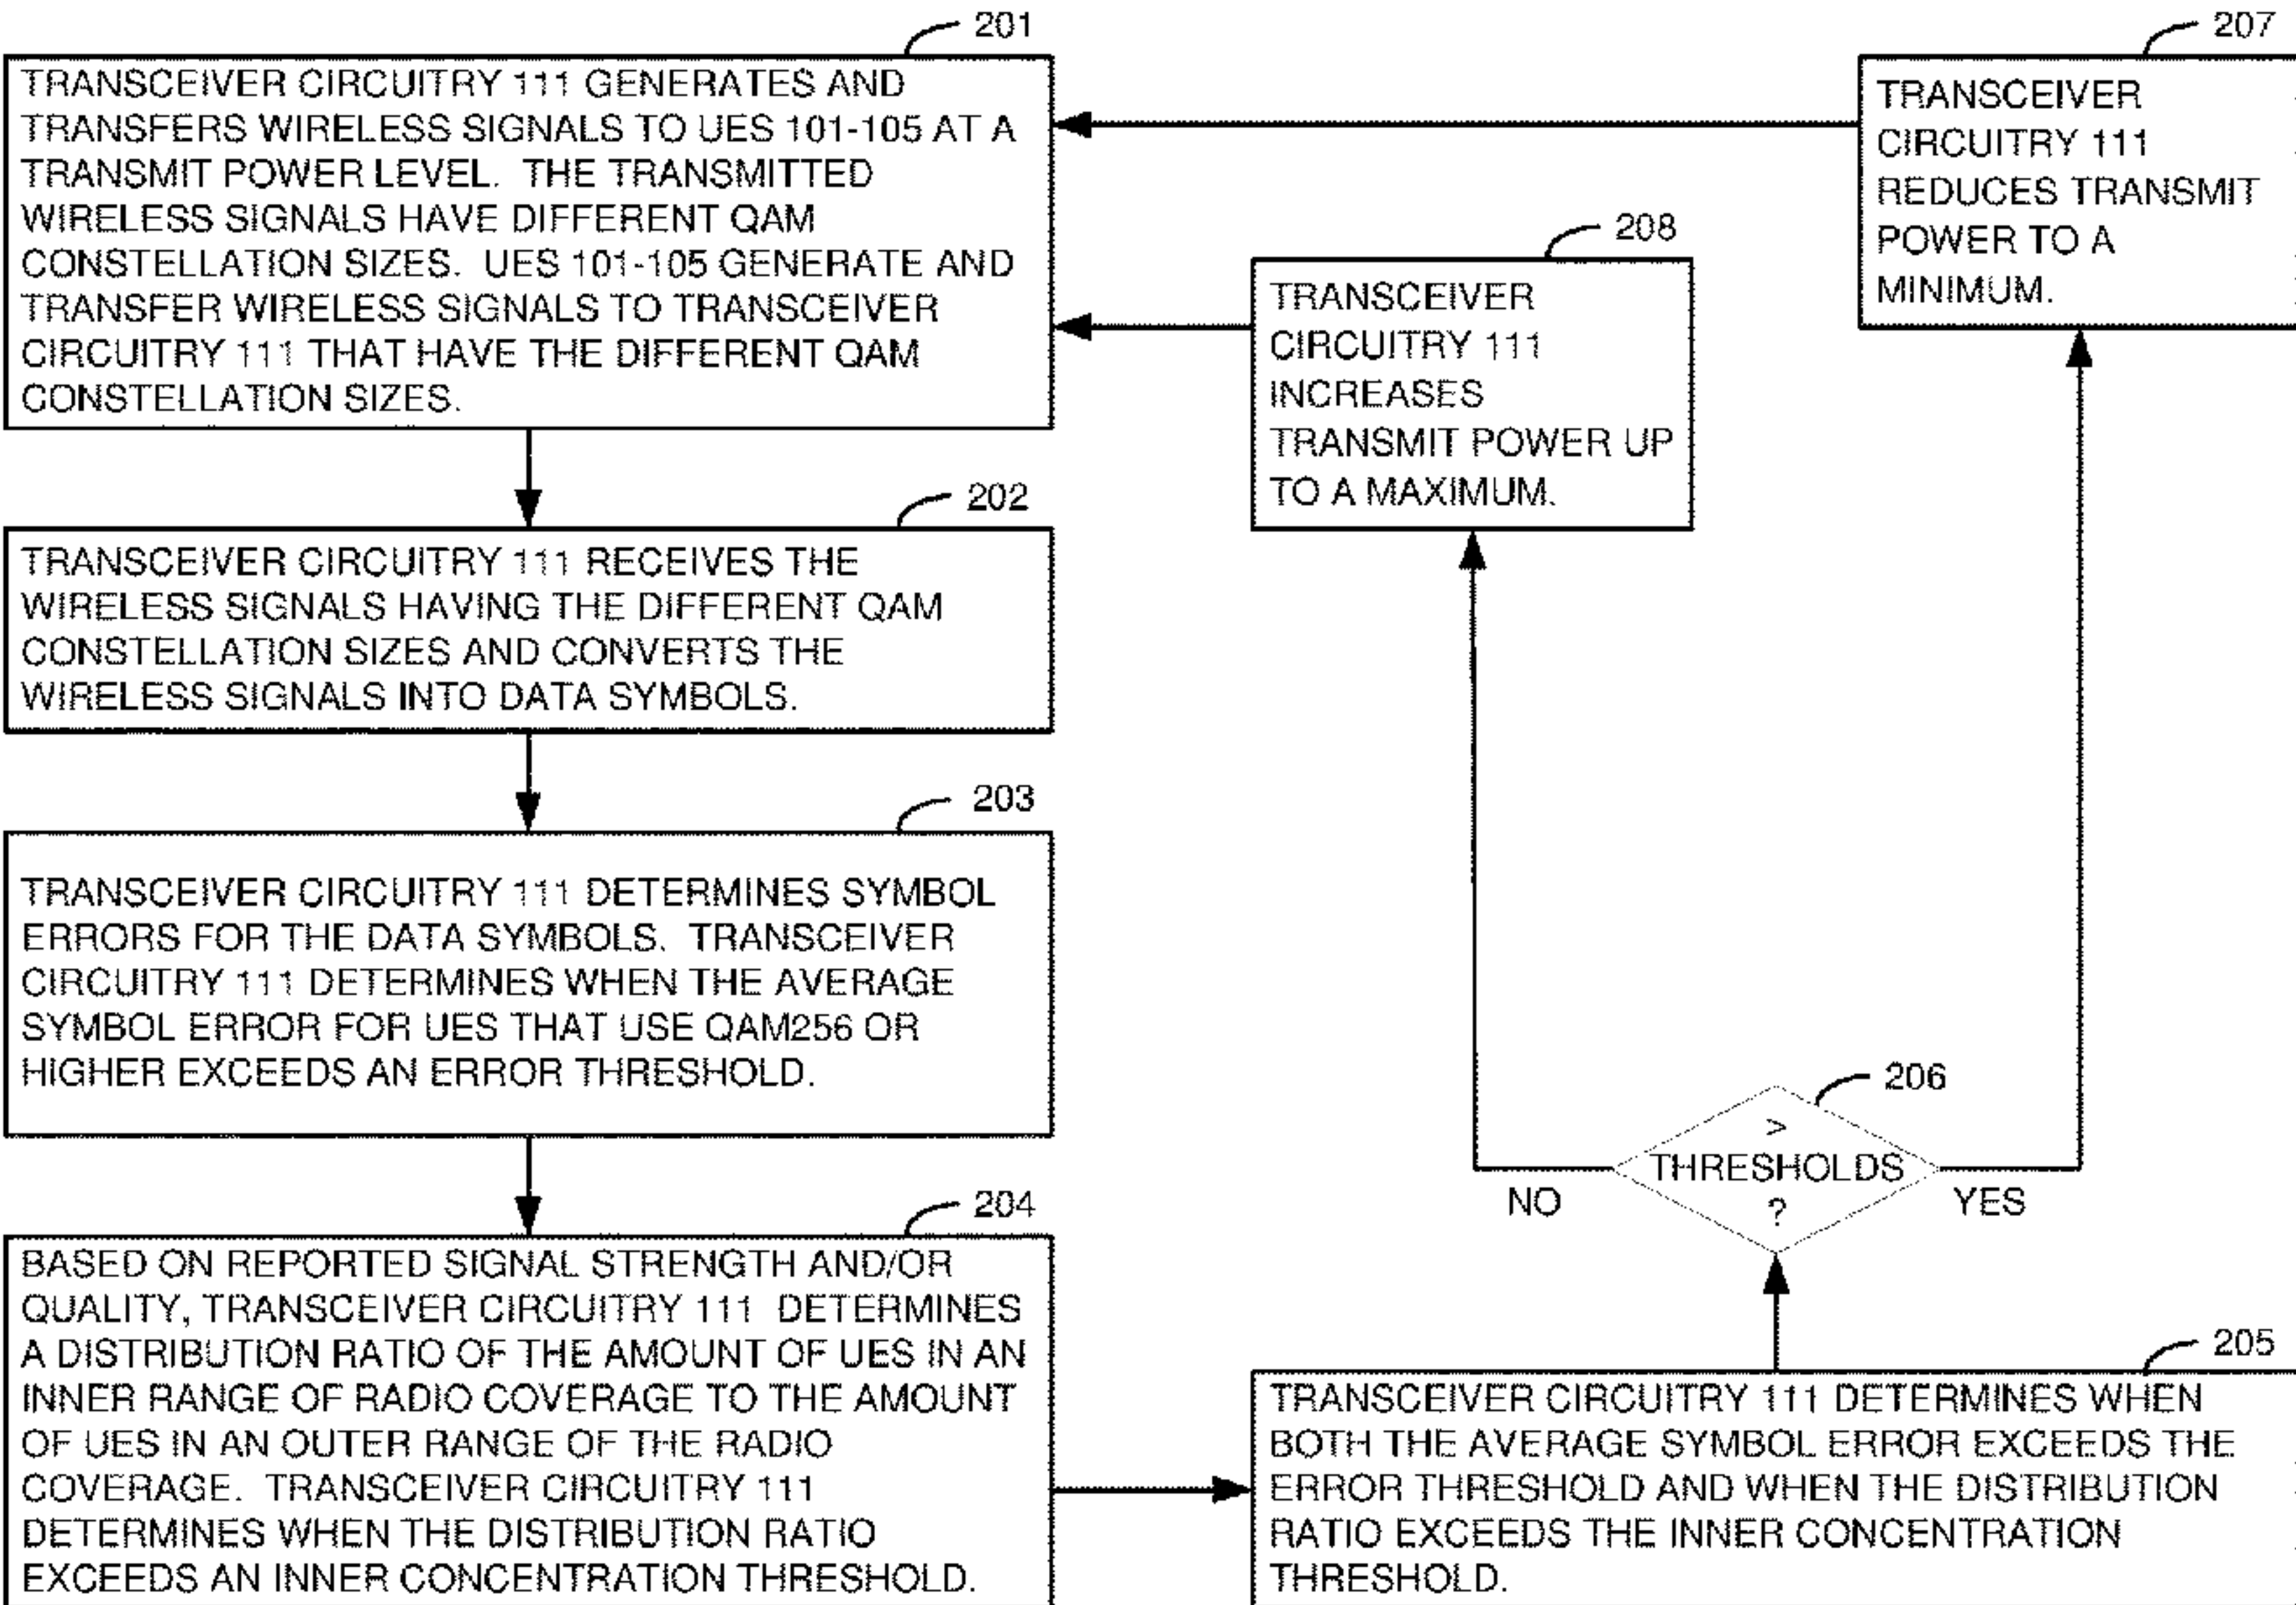 201
TRANSCEIVER CIRCUITRY 111 GENERATES AND
TRANSFERS WIRELESS SIGNALS TO UES 101-105 AT A
TRANSMIT POWER LEVEL. THE TRANSMITTED
WIRELESS SIGNALS HAVE DIFFERENT QAM
CONSTELLATION SIZES. UES 101-105 GENERATE AND
TRANSFER WIRELESS SIGNALS TO TRANSCEIVER
CIRCUITRY 111 THAT HAVE THE DIFFERENT QAM
CONSTELLATION SIZES.
202
TRANSCEIVER CIRCUITRY 111 RECEIVES THE
WIRELESS SIGNALS HAVING THE DIFFERENT QAM
CONSTELLATION SIZES AND CONVERTS THE
WIRELESS SIGNALS INTO DATA SYMBOLS.
203
TRANSCEIVER CIRCUITRY 111 DETERMINES SYMBOL
ERRORS FOR THE DATA SYMBOLS. TRANSCEIVER
CIRCUITRY 111 DETERMINES WHEN THE AVERAGE
SYMBOL ERROR FOR UES THAT USE QAM256 OR
HIGHER EXCEEDS AN ERROR THRESHOLD.
204
BASED ON REPORTED SIGNAL STRENGTH AND/OR
QUALITY, TRANSCEIVER CIRCUITRY 111 DETERMINES
A DISTRIBUTION RATIO OF THE AMOUNT OF UES IN AN
INNER RANGE OF RADIO COVERAGE TO THE AMOUNT
OF UES IN AN OUTER RANGE OF THE RADIO
COVERAGE. TRANSCEIVER CIRCUITRY 111
DETERMINES WHEN THE DISTRIBUTION RATIO
EXCEEDS AN INNER CONCENTRATION THRESHOLD.
205
TRANSCEIVER CIRCUITRY 111 DETERMINES WHEN
BOTH THE AVERAGE SYMBOL ERROR EXCEEDS THE
ERROR THRESHOLD AND WHEN THE DISTRIBUTION
RATIO EXCEEDS THE INNER CONCENTRATION
THRESHOLD.
206
>
THRESHOLDS
?
NO
YES
207
TRANSCEIVER
CIRCUITRY 111
REDUCES TRANSMIT
POWER TO A
MINIMUM.
208
TRANSCEIVER
CIRCUITRY 111
INCREASES
TRANSMIT POWER UP
TO A MAXIMUM.